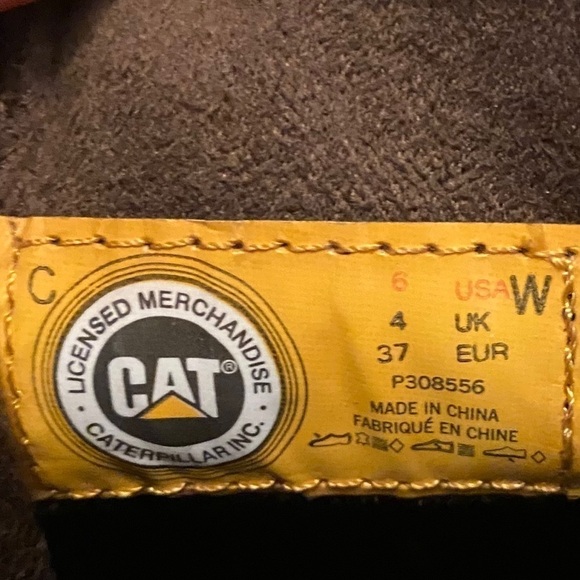 C
LICENSED MERCHANDISE
CAT®
• CATERPILLAR INC. •
6 USA W
4 UK
37 EUR
P308556
MADE IN CHINA
FABRIQUÉ EN CHINE